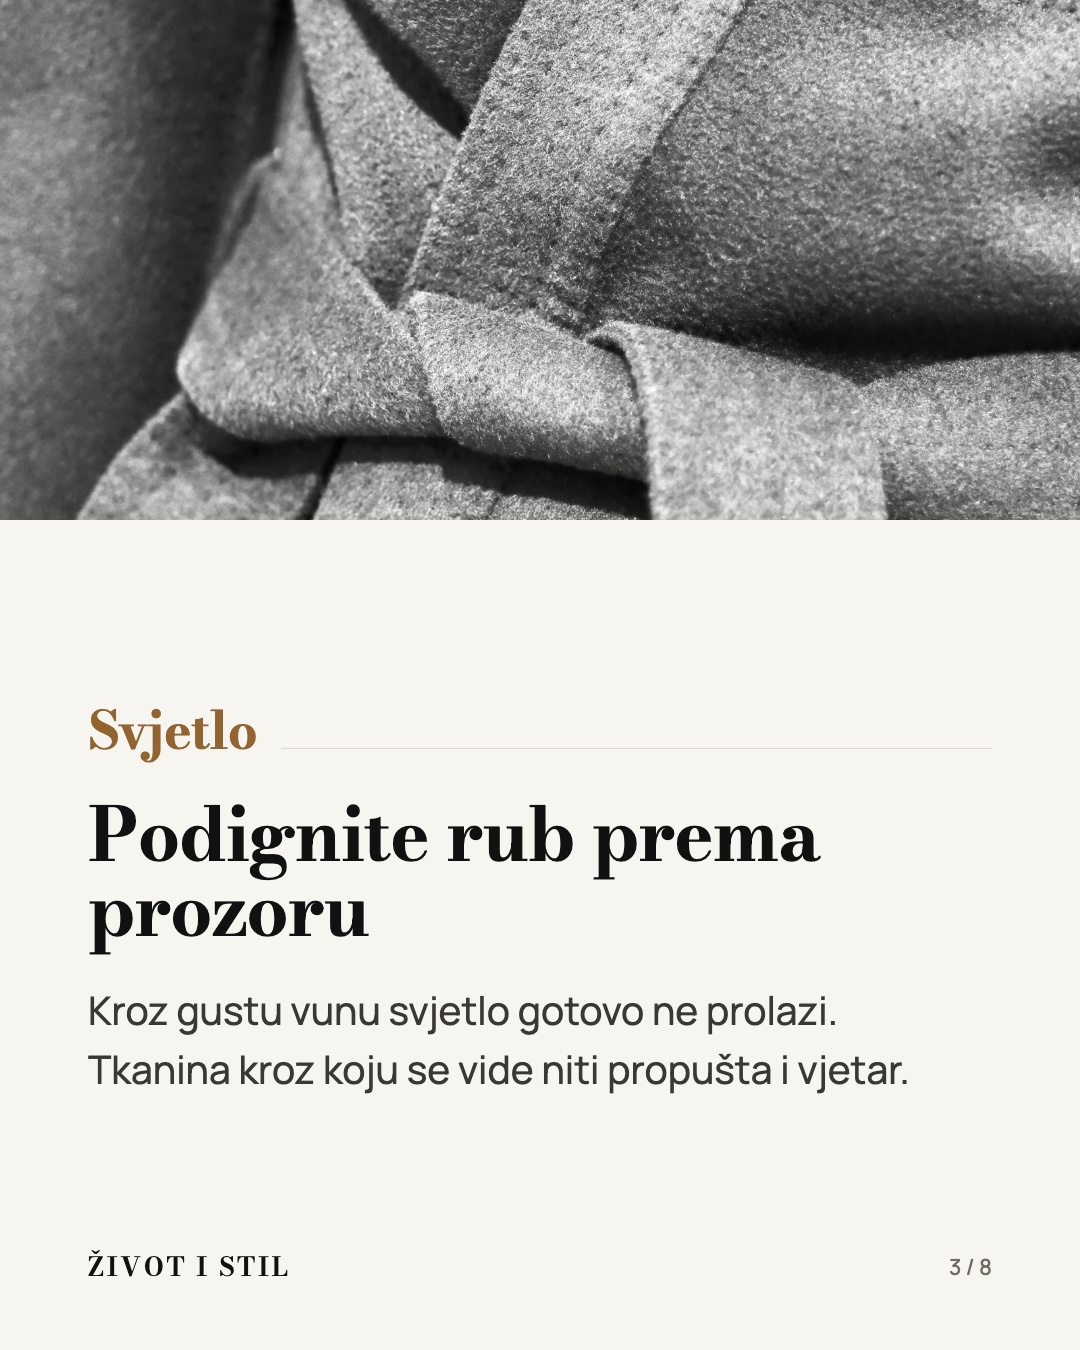 Svjetlo
Podignite rub prema
prozoru
Kroz gustu vunu svjetlo gotovo ne prolazi.
Tkanina kroz koju se vide niti propušta i vjetar.
ŽIVOT I STIL
3 / 8